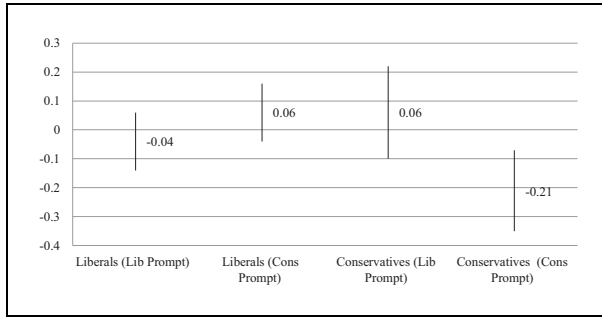 0.3
0.2
0.1
0
-0.1
-0.2
-0.3
-0.4
-0.04
0.06
0.06
-0.21
Liberals (Lib Prompt)
Liberals (Cons
Prompt)
Conservatives (Lib
Prompt)
Conservatives (Cons
Prompt)